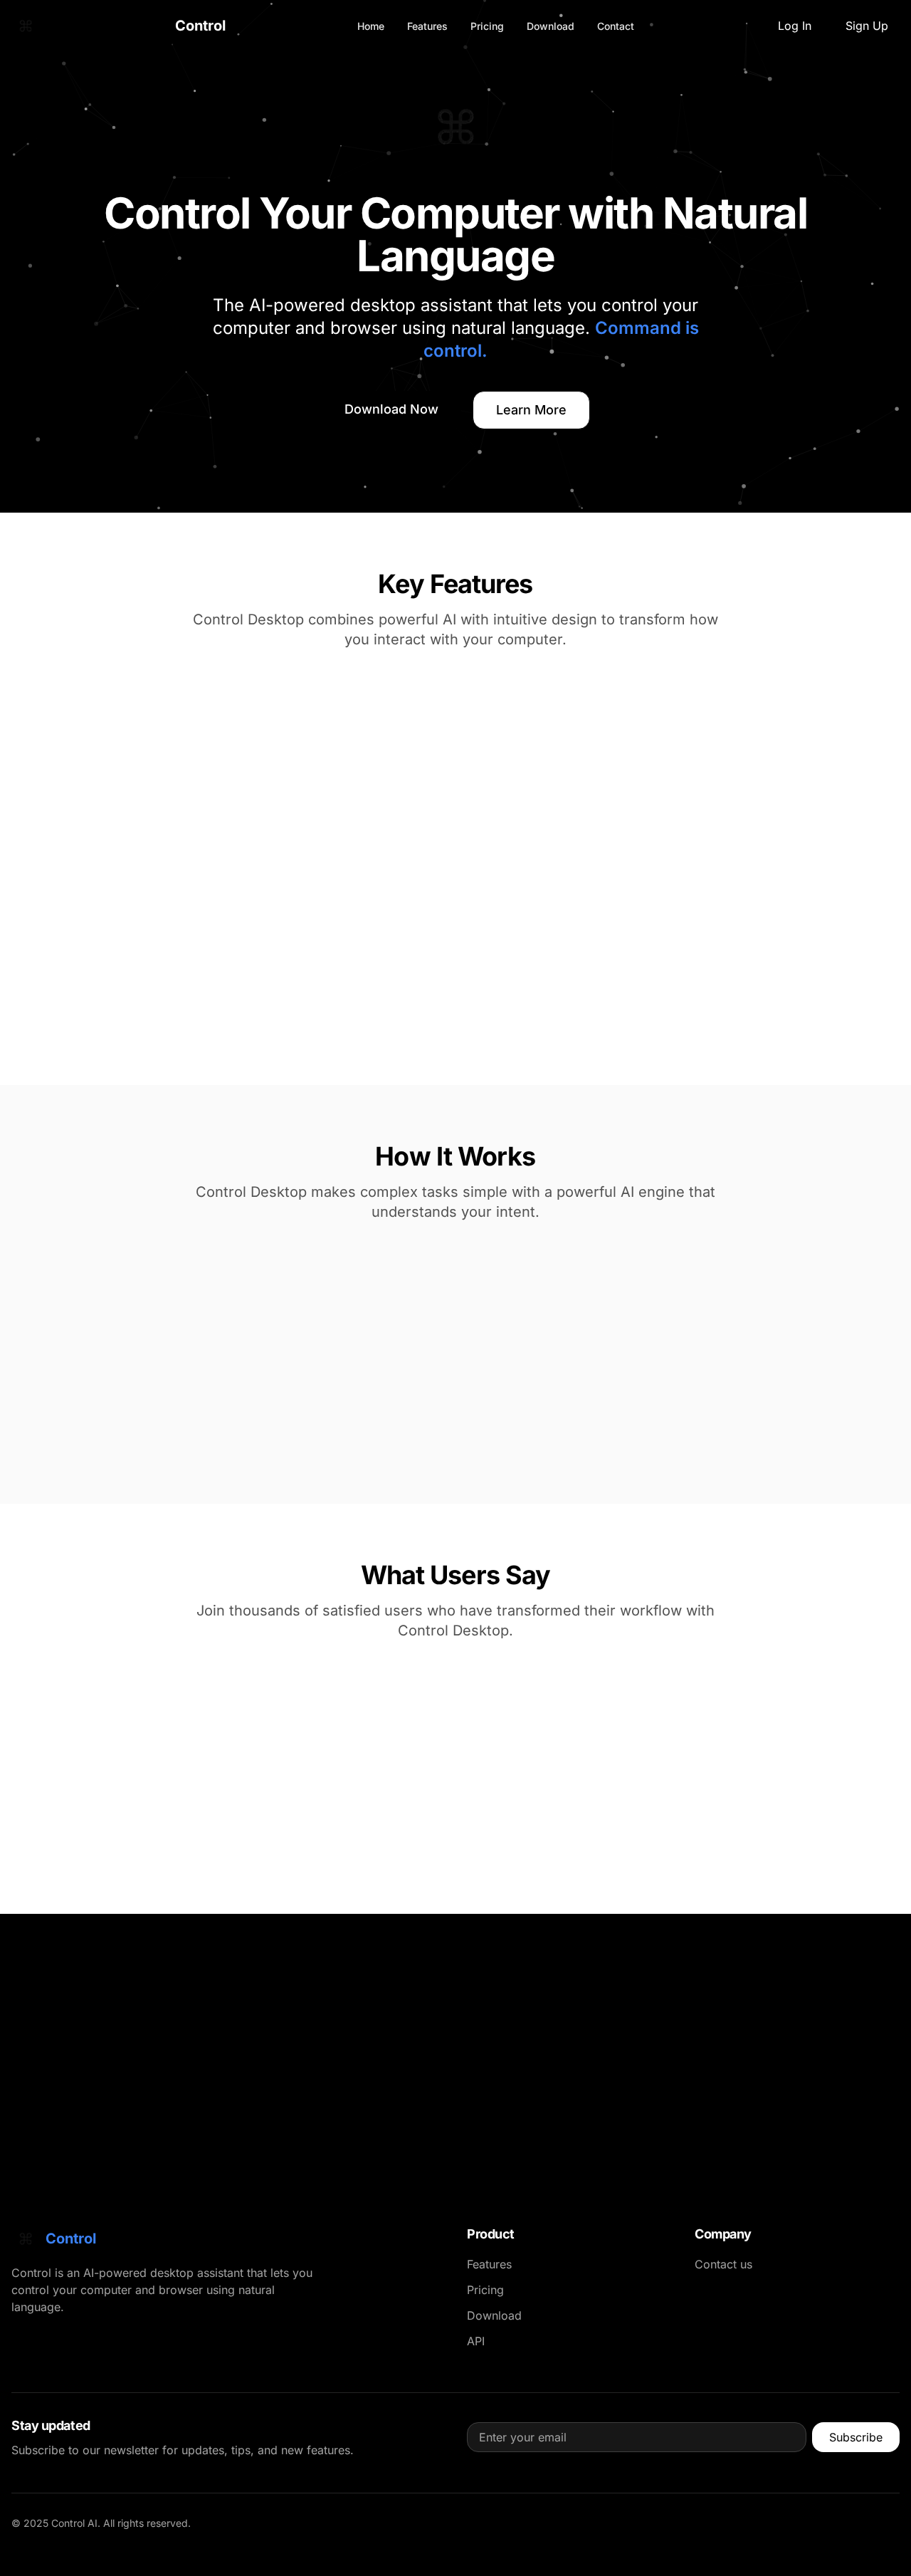 Control
Home
Features
Pricing
Download
Contact
Log In
Sign Up
⌘
Control Your Computer with Natural
Language
The AI-powered desktop assistant that lets you control your
computer and browser using natural language. Command is
control.
Download Now
Learn More
Key Features
Control Desktop combines powerful AI with intuitive design to transform how
you interact with your computer.
How It Works
Control Desktop makes complex tasks simple with a powerful AI engine that
understands your intent.
What Users Say
Join thousands of satisfied users who have transformed their workflow with
Control Desktop.
⌘ Control
Control is an AI-powered desktop assistant that lets you
control your computer and browser using natural
language.
Product
Features
Pricing
Download
API
Company
Contact us
Stay updated
Subscribe to our newsletter for updates, tips, and new features.
Enter your email
Subscribe
© 2025 Control AI. All rights reserved.